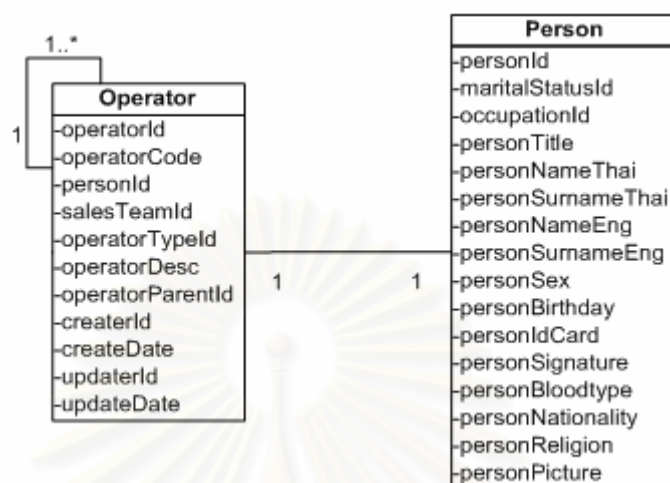 1..*
1
Operator
-operatorId
-operatorCode
-personId
-salesTeamId
-operatorTypeId
-operatorDesc
-operatorParentId
-createrId
-createDate
-updaterId
-updateDate
1
1
Person
-personId
-maritalStatusId
-occupationId
-personTitle
-personNameThai
-personSurnameThai
-personNameEng
-personSurnameEng
-personSex
-personBirthday
-personIdCard
-personSignature
-personBloodtype
-personNationality
-personReligion
-personPicture